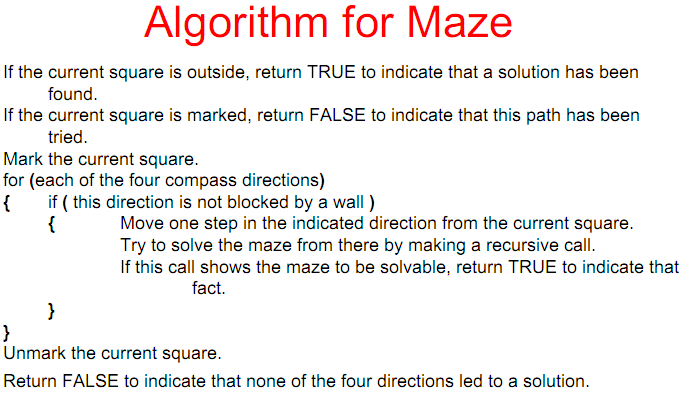 Algorithm for Maze
If the current square is outside, return TRUE to indicate that a solution has been
found.
If the current square is marked, return FALSE to indicate that this path has been
tried.
Mark the current square.
for (each of the four compass directions)
{ if ( this direction is not blocked by a wall )
{ Move one step in the indicated direction from the current square.
Try to solve the maze from there by making a recursive call.
If this call shows the maze to be solvable, return TRUE to indicate that
fact.
}
}
Unmark the current square.
Return FALSE to indicate that none of the four directions led to a solution.